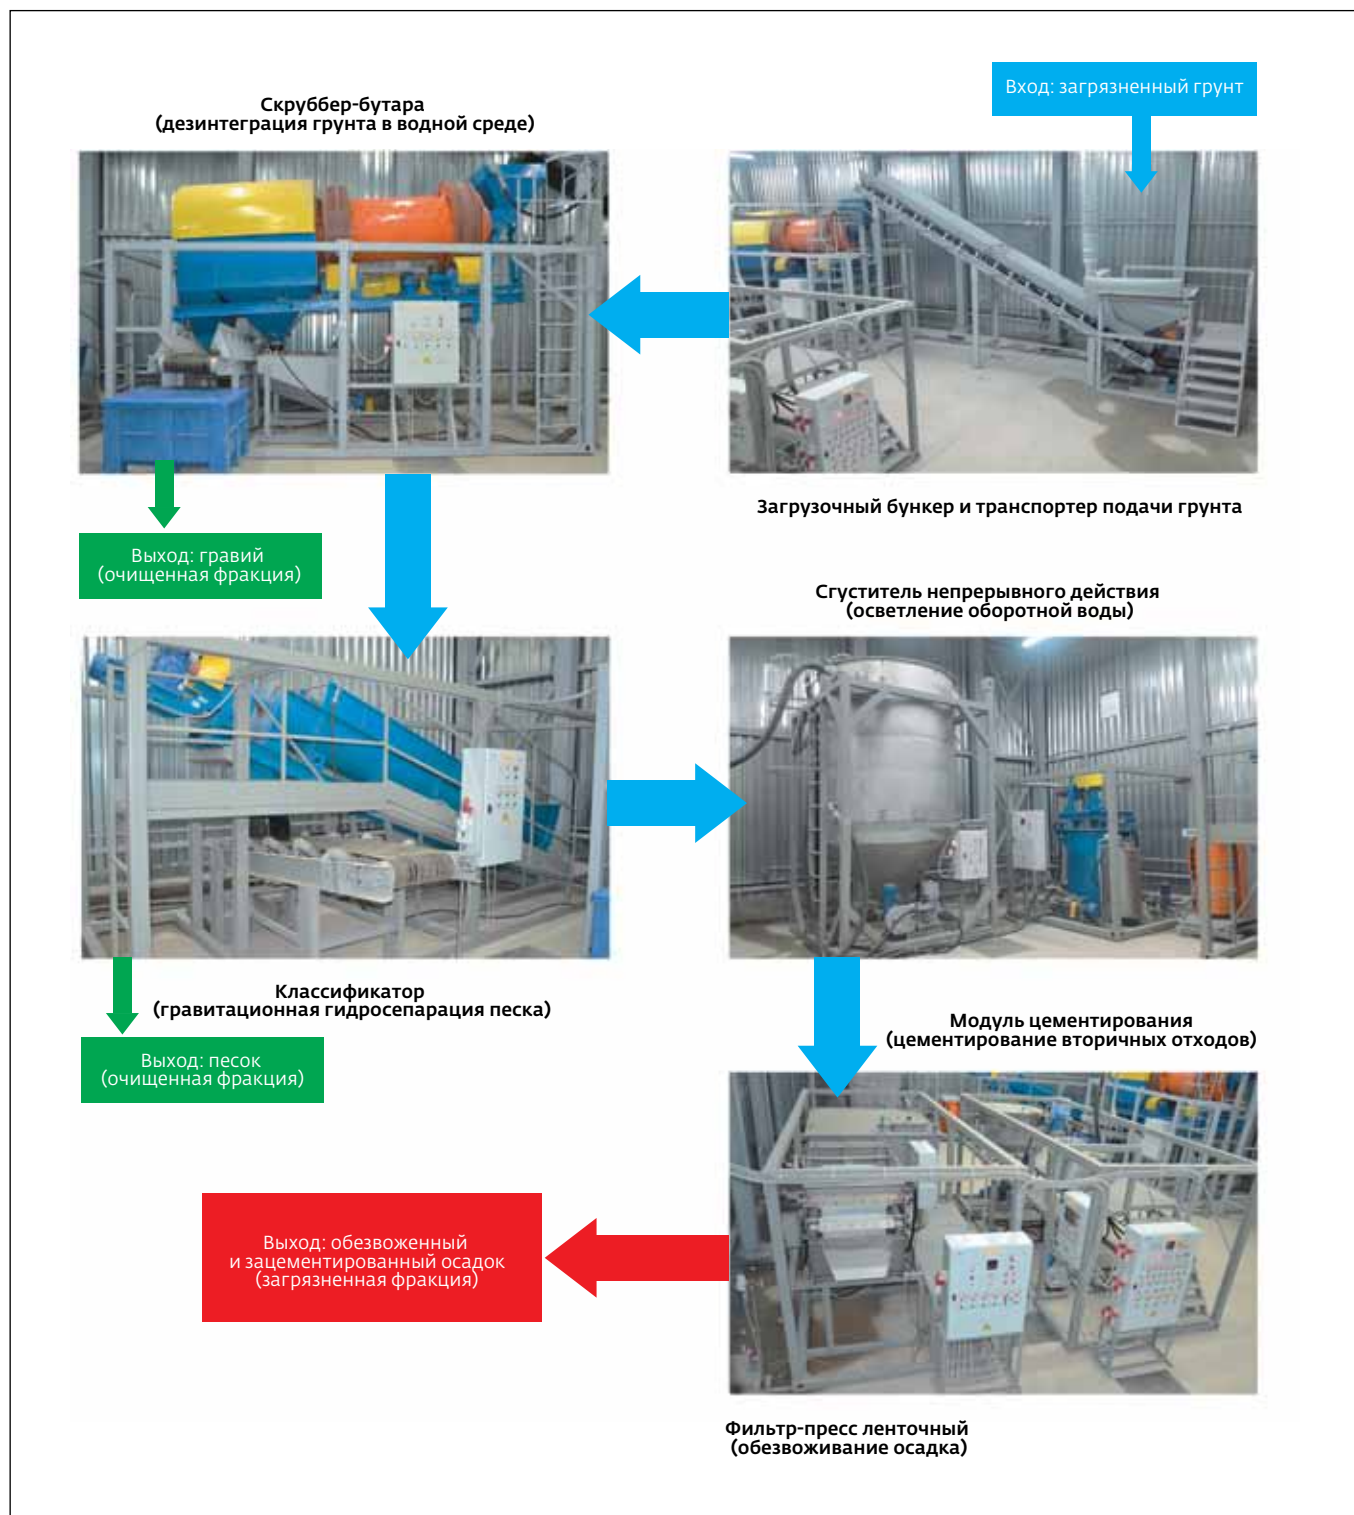 Вход: загрязненный грунт
Скруббер-бутара
(дезинтеграция грунта в водной среде)
Загрузочный бункер и транспортер подачи грунта
Выход: гравий
(очищенная фракция)
Сгуститель непрерывного действия
(осветление оборотной воды)
Классификатор
(гравитационная гидросепарация песка)
Выход: песок
(очищенная фракция)
Модуль цементирования
(цементирование вторичных отходов)
Выход: обезвоженный
и зацементированный осадок
(загрязненная фракция)
Фильтр-пресс ленточный
(обезвоживание осадка)